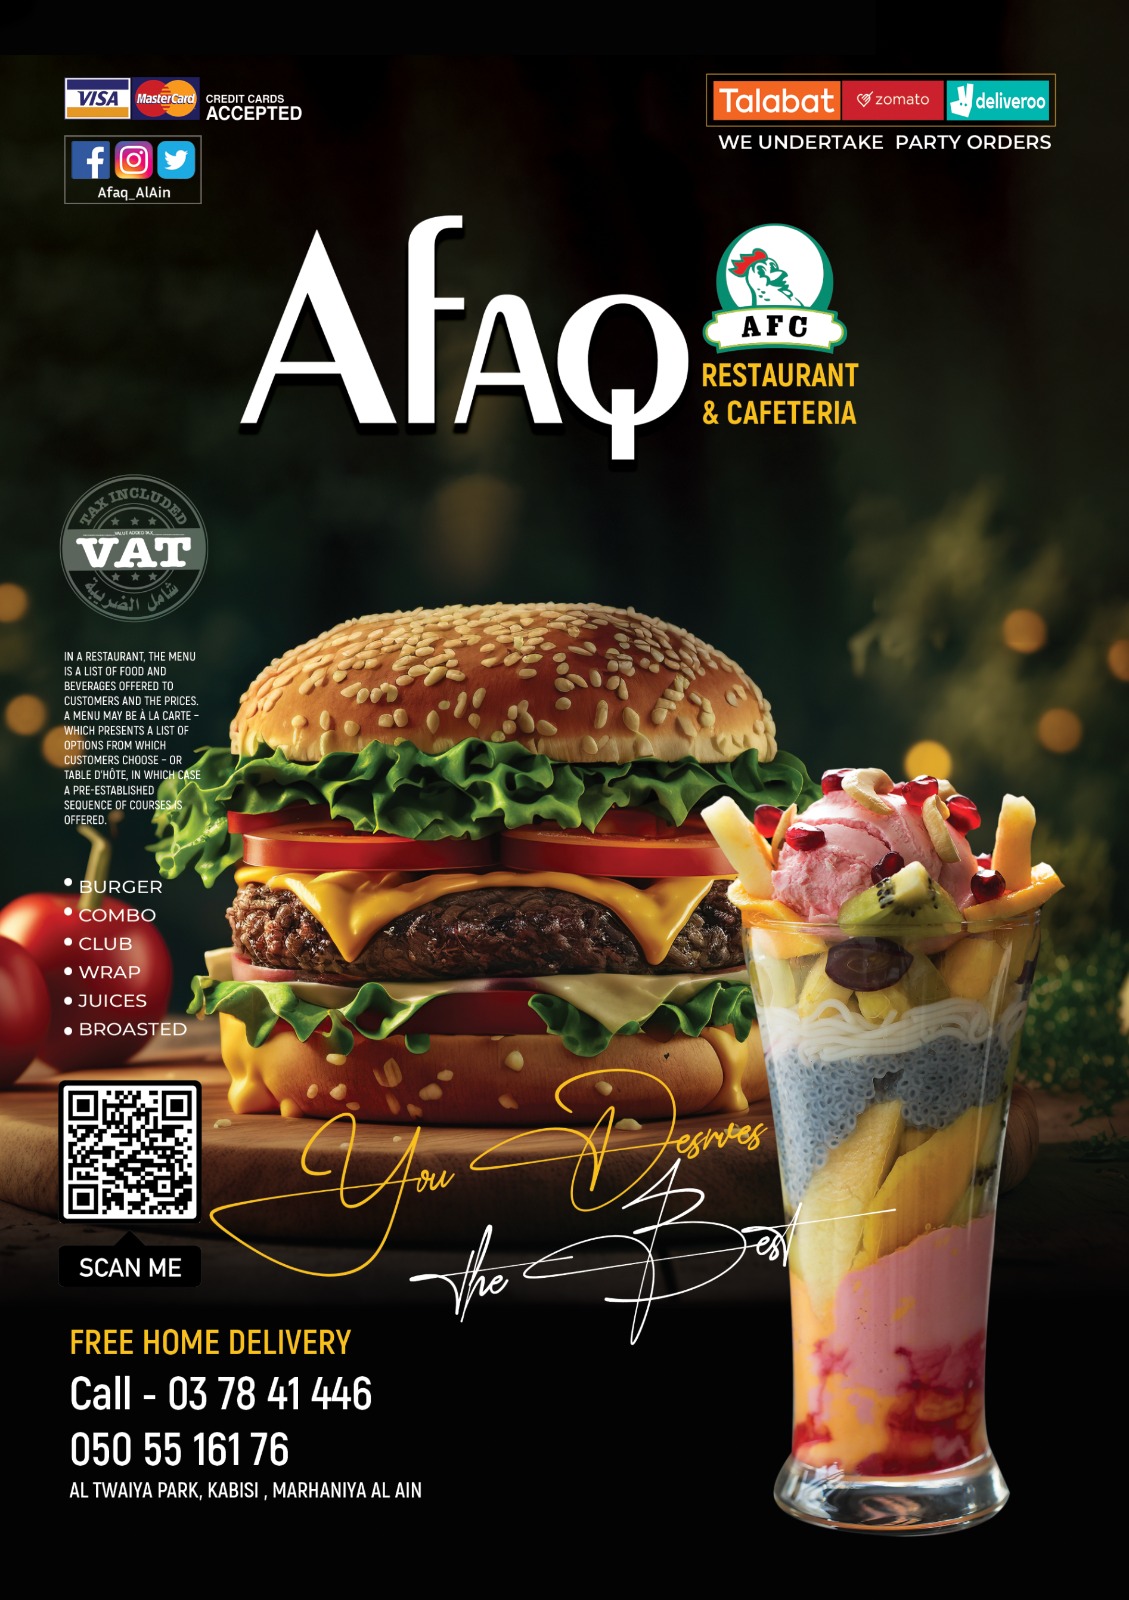 VISA
MasterCard
CREDIT CARDS
ACCEPTED
Talabat
zomato
deliveroo
WE UNDERTAKE PARTY ORDERS
Afaq_AlAin
Afaq
AFC
RESTAURANT
& CAFETERIA
TAX INCLUDED
VAT
شامل الضريبة
IN A RESTAURANT, THE MENU
IS A LIST OF FOOD AND
BEVERAGES OFFERED TO
CUSTOMERS AND THE PRICES.
A MENU MAY BE À LA CARTE –
WHICH PRESENTS A LIST OF
OPTIONS FROM WHICH
CUSTOMERS CHOOSE – OR
TABLE D'HÔTE, IN WHICH CASE
A PRE-ESTABLISHED
SEQUENCE OF COURSES IS
OFFERED.
• BURGER
• COMBO
• CLUB
• WRAP
• JUICES
• BROASTED
SCAN ME
You Desrves
the Best
FREE HOME DELIVERY
Call - 03 78 41 446
050 55 161 76
AL TWAIYA PARK, KABISI , MARHANIYA AL AIN